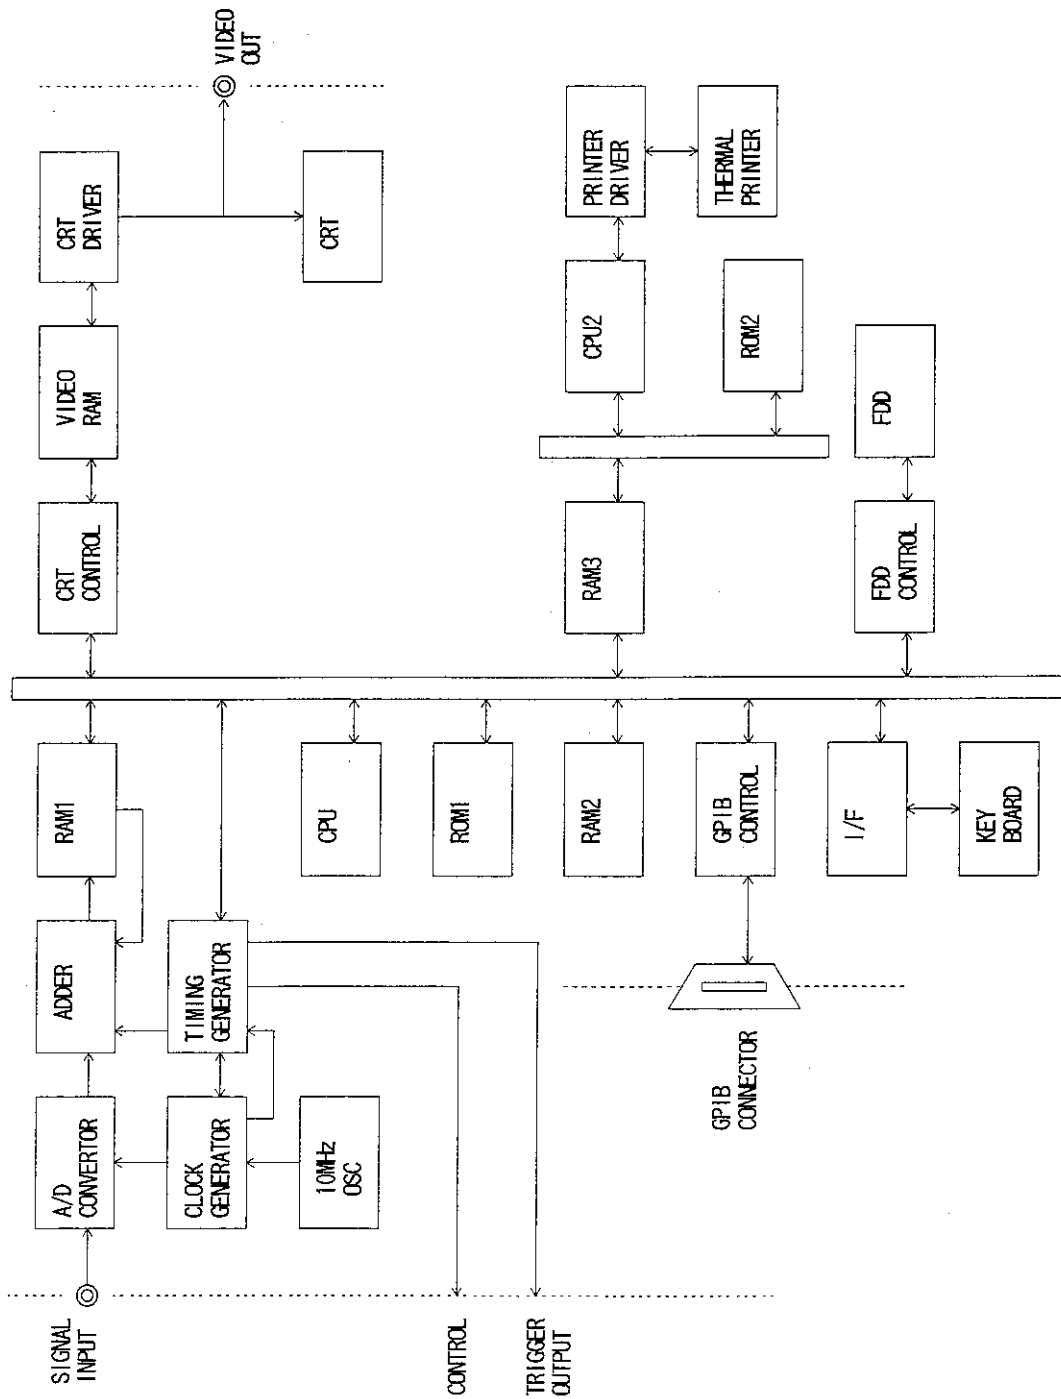 SIGNAL
INPUT
A/D
CONVERTOR
ADDER
RAM1
CRT
CONTROL
VIDEO
RAM
CRT
DRIVER
VIDEO
OUT
CLOCK
GENERATOR
TIMING
GENERATOR
10MHz
OSC
CRT
CPU
CONTROL
ROM1
TRIGGER
OUTPUT
RAM2
RAM3
CPU2
PRINTER
DRIVER
GPIB
CONNECTOR
GPIB
CONTROL
ROM2
THERMAL
PRINTER
I/F
FDD
CONTROL
FDD
KEY
BOARD